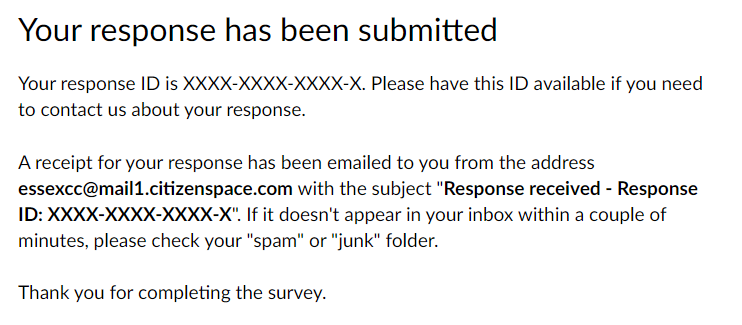 Your response has been submitted
Your response ID is XXXX-XXXX-XXXX-X. Please have this ID available if you need
to contact us about your response.
A receipt for your response has been emailed to you from the address
essexcc@mail1.citizenspace.com with the subject "Response received - Response
ID: XXXX-XXXX-XXXX-X". If it doesn't appear in your inbox within a couple of
minutes, please check your "spam" or "junk" folder.
Thank you for completing the survey.